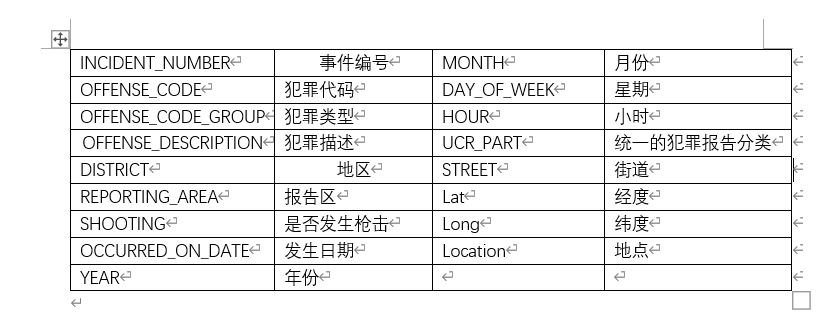 INCIDENT_NUMBER 事件编号 MONTH 月份
OFFENSE_CODE 犯罪代码 DAY_OF_WEEK 星期
OFFENSE_CODE_GROUP 犯罪类型 HOUR 小时
OFFENSE_DESCRIPTION 犯罪描述 UCR_PART 统一的犯罪报告分类
DISTRICT 地区 STREET 街道
REPORTING_AREA 报告区 Lat 经度
SHOOTING 是否发生枪击 Long 纬度
OCCURRED_ON_DATE 发生日期 Location 地点
YEAR 年份